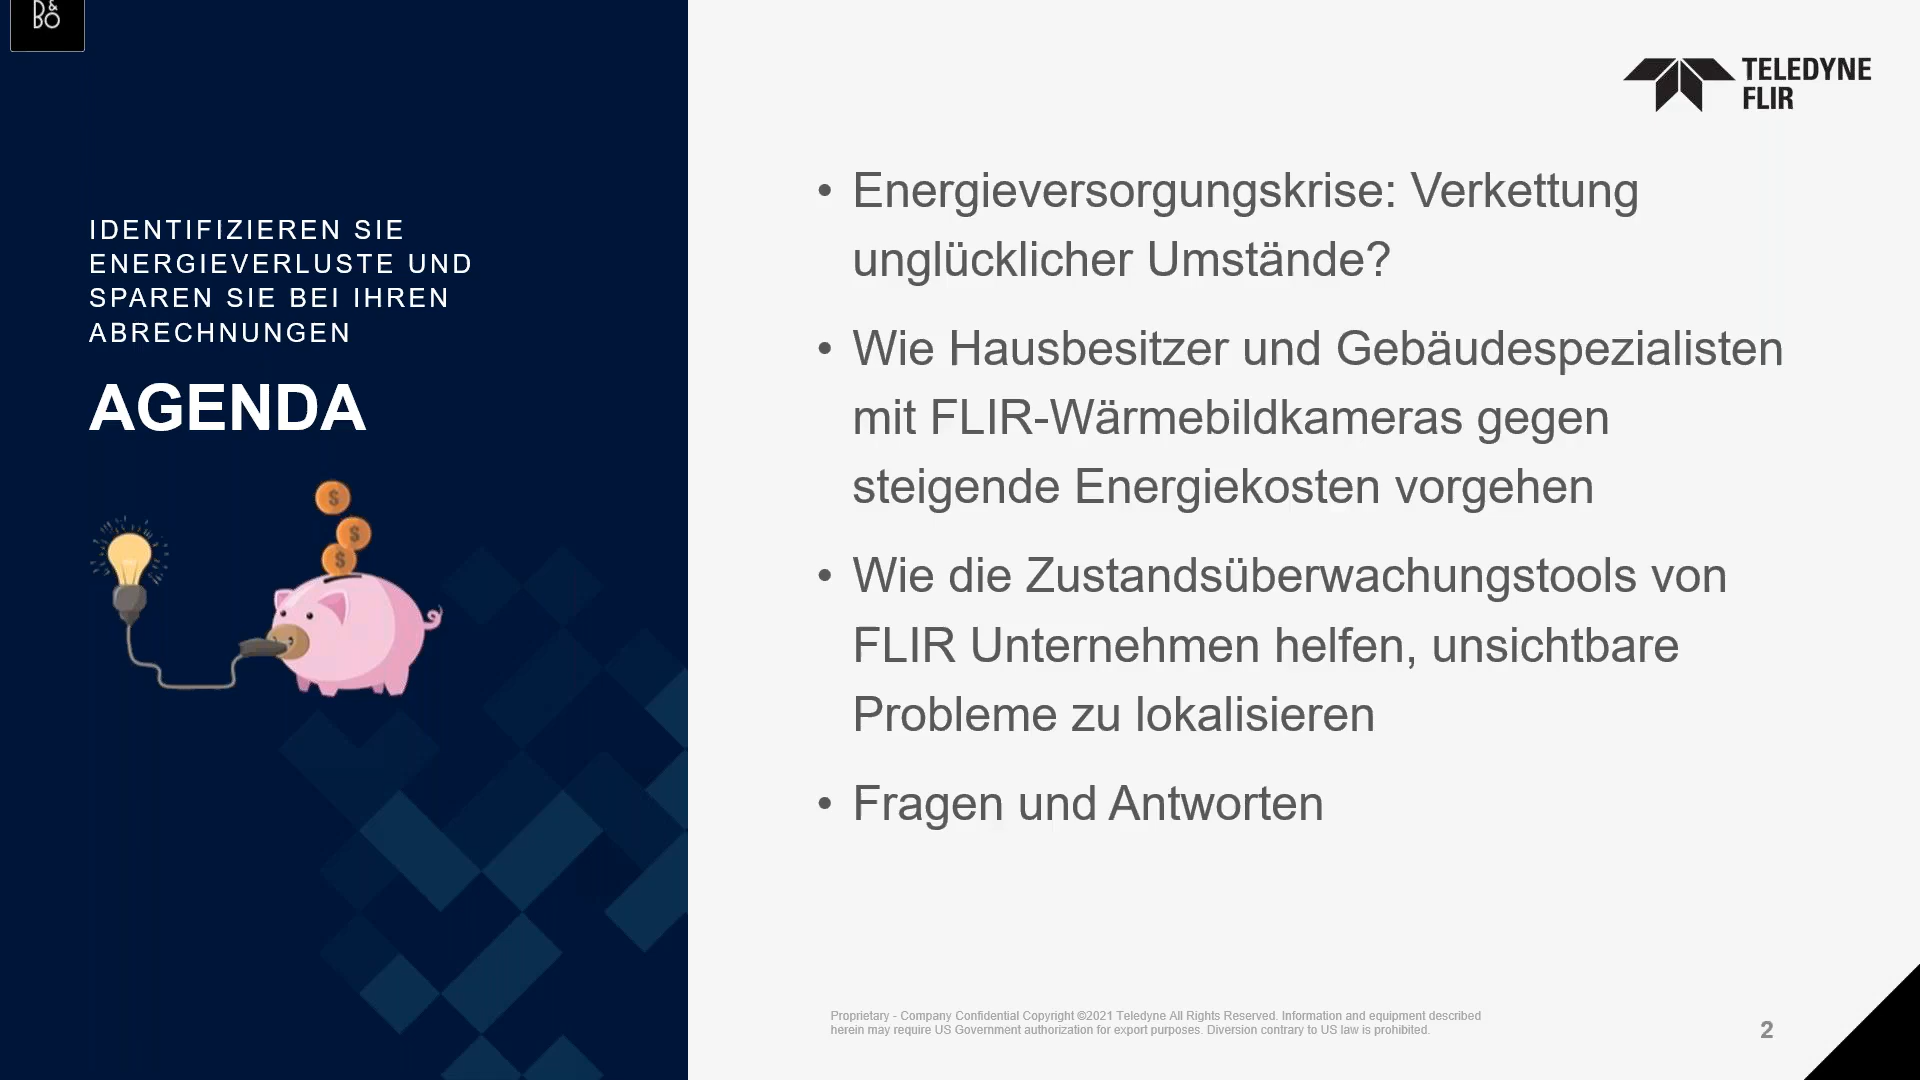 B&
BO
TELEDYNE
FLIR
IDENTIFIZIEREN SIE
ENERGIEVERLUSTE UND
SPAREN SIE BEI IHREN
ABRECHNUNGEN
AGENDA
$
$
$
• Energieversorgungskrise: Verkettung
unglücklicher Umstände?
• Wie Hausbesitzer und Gebäudespezialisten
mit FLIR-Wärmebildkameras gegen
steigende Energiekosten vorgehen
• Wie die Zustandsüberwachungstools von
FLIR Unternehmen helfen, unsichtbare
Probleme zu lokalisieren
• Fragen und Antworten
Proprietary - Company Confidential Copyright ©2021 Teledyne All Rights Reserved. Information and equipment described
herein may require US Government authorization for export purposes. Diversion contrary to US law is prohibited.
2